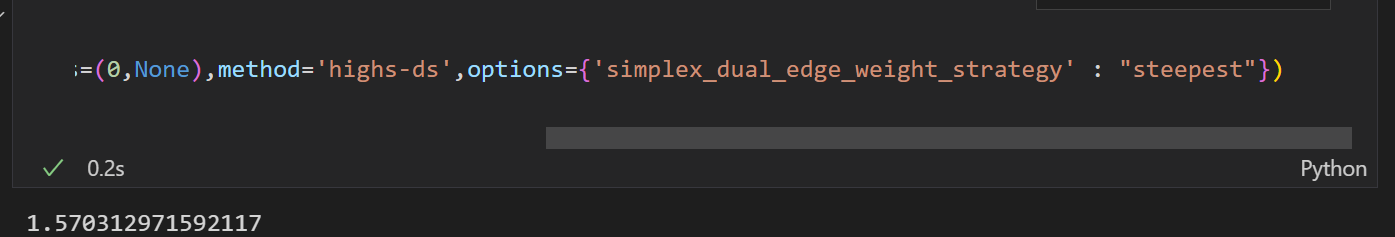 =(0,None),method='highs-ds',options={'simplex_dual_edge_weight_strategy' : "steepest"})
0.2s
Python
1.570312971592117